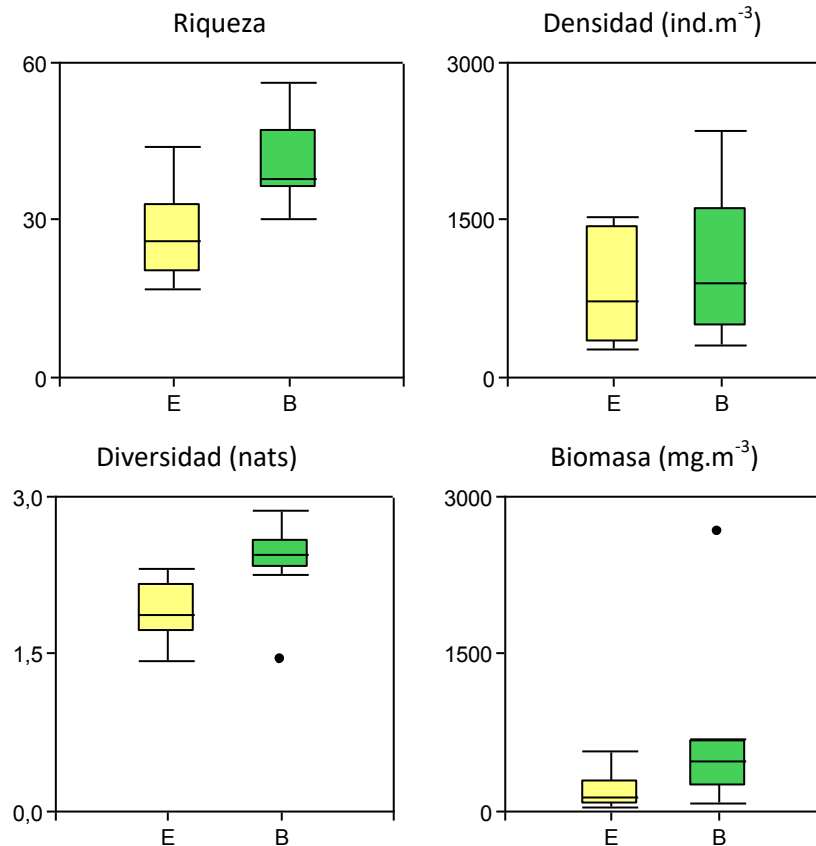 Riqueza
60
30
0
E B
Densidad (ind.m⁻³)
3000
1500
0
E B
Diversidad (nats)
3,0
1,5
0,0
E B
Biomasa (mg.m⁻³)
3000
1500
0
E B